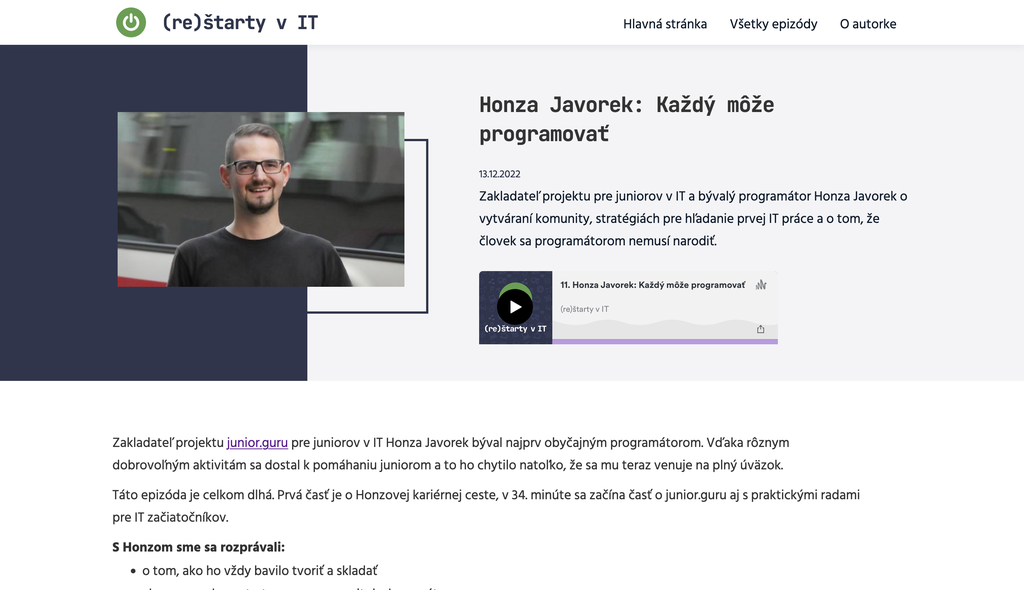 (re)štarty v IT
Hlavná stránka Všetky epizódy O autorke
Honza Javorek: Každý môže
programovať
13.12.2022
Zakladateľ projektu pre juniorov v IT a bývalý programátor Honza Javorek o
vytváraní komunity, stratégiách pre hľadanie prvej IT práce a o tom, že
človek sa programátorom nemusí narodiť.
11. Honza Javorek: Každý môže programovať
(re)štarty v IT
(re)štarty v IT
Zakladateľ projektu junior.guru pre juniorov v IT Honza Javorek býval najprv obyčajným programátorom. Vďaka rôznym
dobrovoľným aktivitám sa dostal k pomáhaniu juniorom a to ho chytilo natoľko, že sa mu teraz venuje na plný úväzok.
Táto epizóda je celkom dlhá. Prvá časť je o Honzovej kariérnej ceste, v 34. minúte sa začína časť o junior.guru aj s praktickými radami
pre IT začiatočníkov.
S Honzom sme sa rozprávali:
• o tom, ako ho vždy bavilo tvoriť a skladať